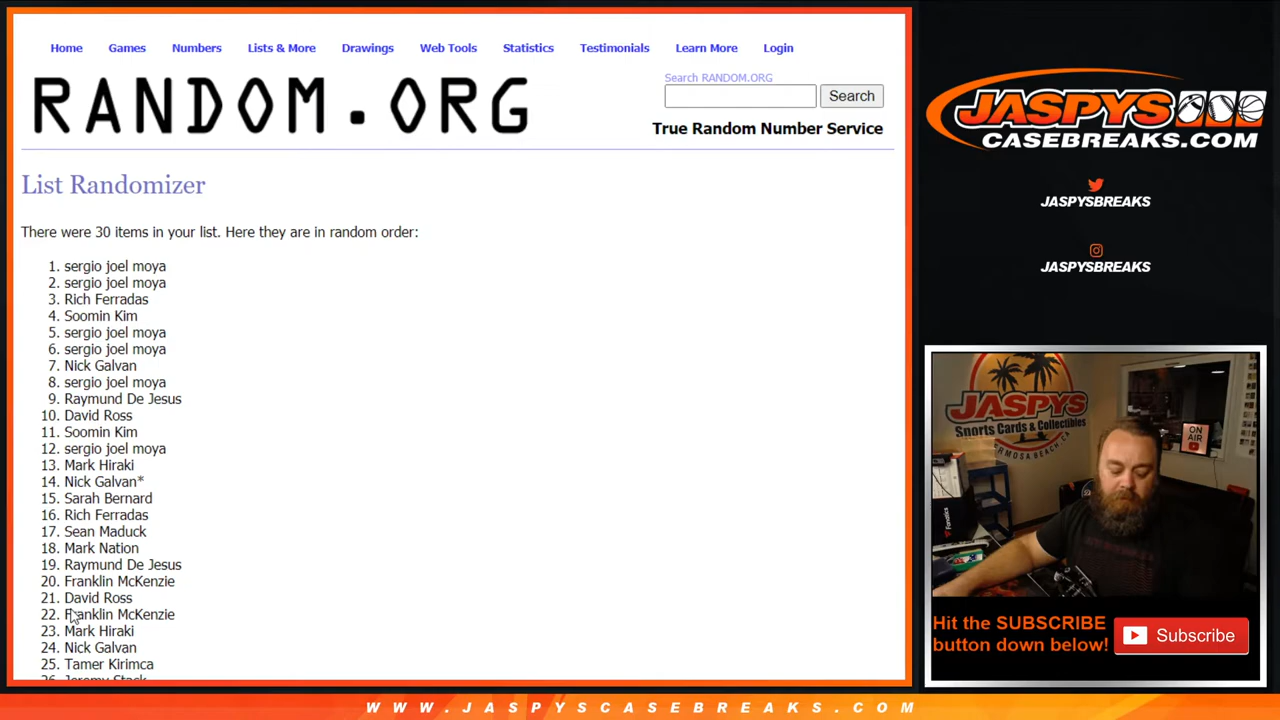 Home Games Numbers Lists & More Drawings Web Tools Statistics Testimonials Learn More Login
RANDOM.ORG
Search RANDOM.ORG
Search
True Random Number Service
List Randomizer
There were 30 items in your list. Here they are in random order:
1. sergio joel moya
2. sergio joel moya
3. Rich Ferradas
4. Soomin Kim
5. sergio joel moya
6. sergio joel moya
7. Nick Galvan
8. sergio joel moya
9. Raymund De Jesus
10. David Ross
11. Soomin Kim
12. sergio joel moya
13. Mark Hiraki
14. Nick Galvan*
15. Sarah Bernard
16. Rich Ferradas
17. Sean Maduck
18. Mark Nation
19. Raymund De Jesus
20. Franklin McKenzie
21. David Ross
22. Franklin McKenzie
23. Mark Hiraki
24. Nick Galvan
25. Tamer Kirimca
26. Jeremy Stack
JASPYS
CASEBREAKS.COM
JASPYSBREAKS
JASPYSBREAKS
JASPYS
Sports Cards & Collectibles
ON
AIR
Fanatics
Hit the SUBSCRIBE
button down below!
Subscribe
WWW.JASPYSCASEBREAKS.COM